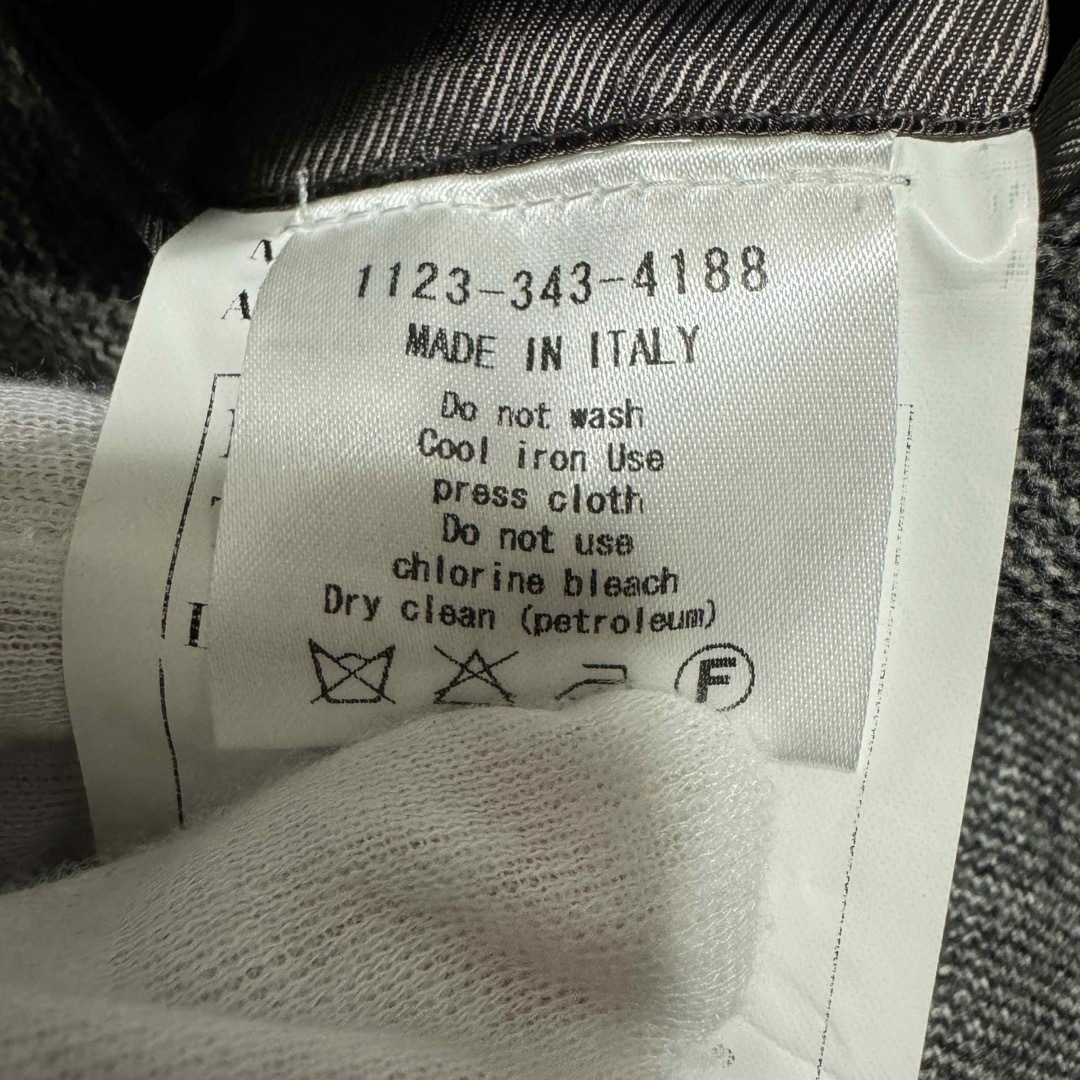 1123-343-4188
MADE IN ITALY
Do not wash
Cool iron Use
press cloth
Do not use
chlorine bleach
Dry clean (petroleum)
F